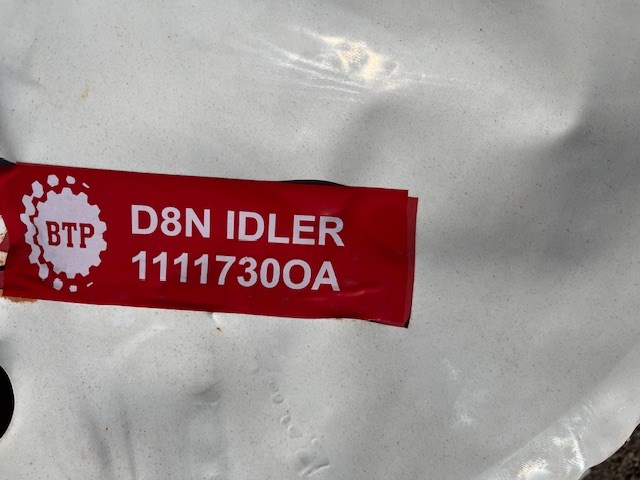 BTP
D8N IDLER
1111730OA